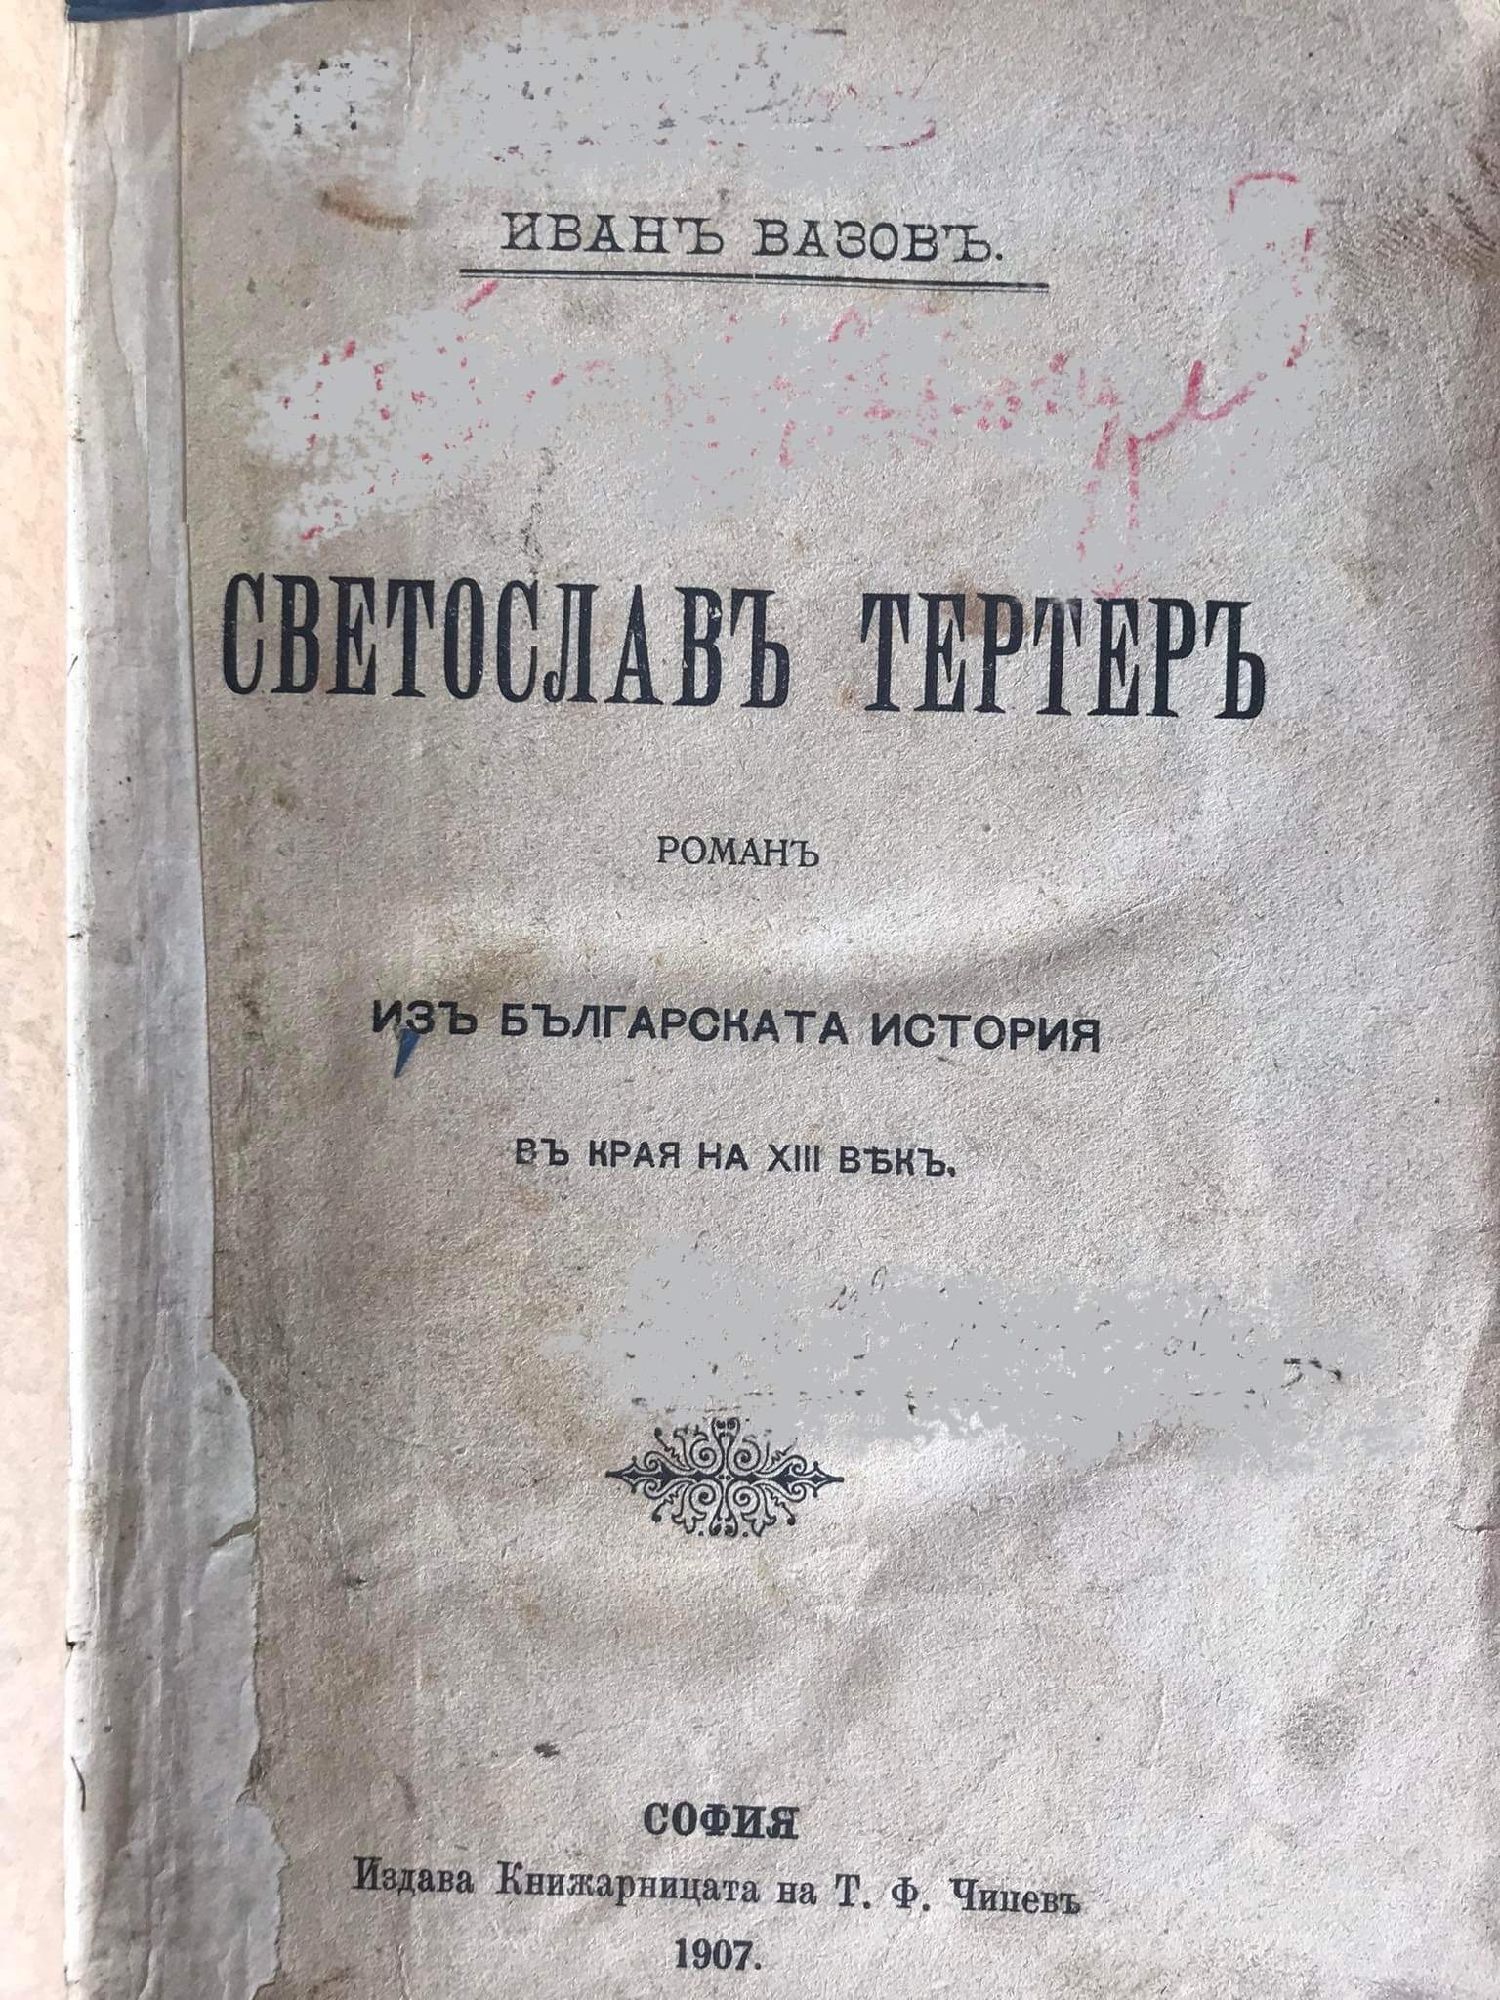 ИВАНЪ ВАЗОВЪ.
СВЕТОСЛАВЪ ТЕРТЕРЪ
РОМАНЪ
ИЗЪ БЪЛГАРСКАТА ИСТОРИЯ
ВЪ КРАЯ НА XIII ВѢКЪ.
СОФИЯ
Издава Книжарницата на Т. Ф. Чипевъ
1907.